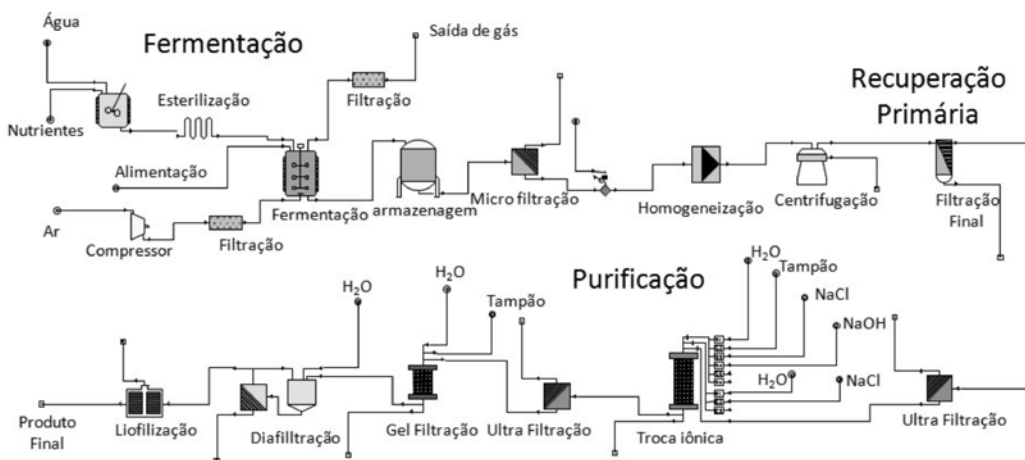 Água
Fermentação
Saída de gás
Esterilização
Filtração
Recuperação
Primária
Nutrientes
Alimentação
Fermentação
armazenagem
Micro filtração
Homogeneização
Centrifugação
Filtração
Final
Ar
Compressor
Filtração
Purificação
H₂O
H₂O
Tampão
H₂O
Tampão
NaCl
NaOH
H₂O
NaCl
Produto
Final
Liofilização
Diafilltração
Gel Filtração
Ultra Filtração
Troca iônica
Ultra Filtração